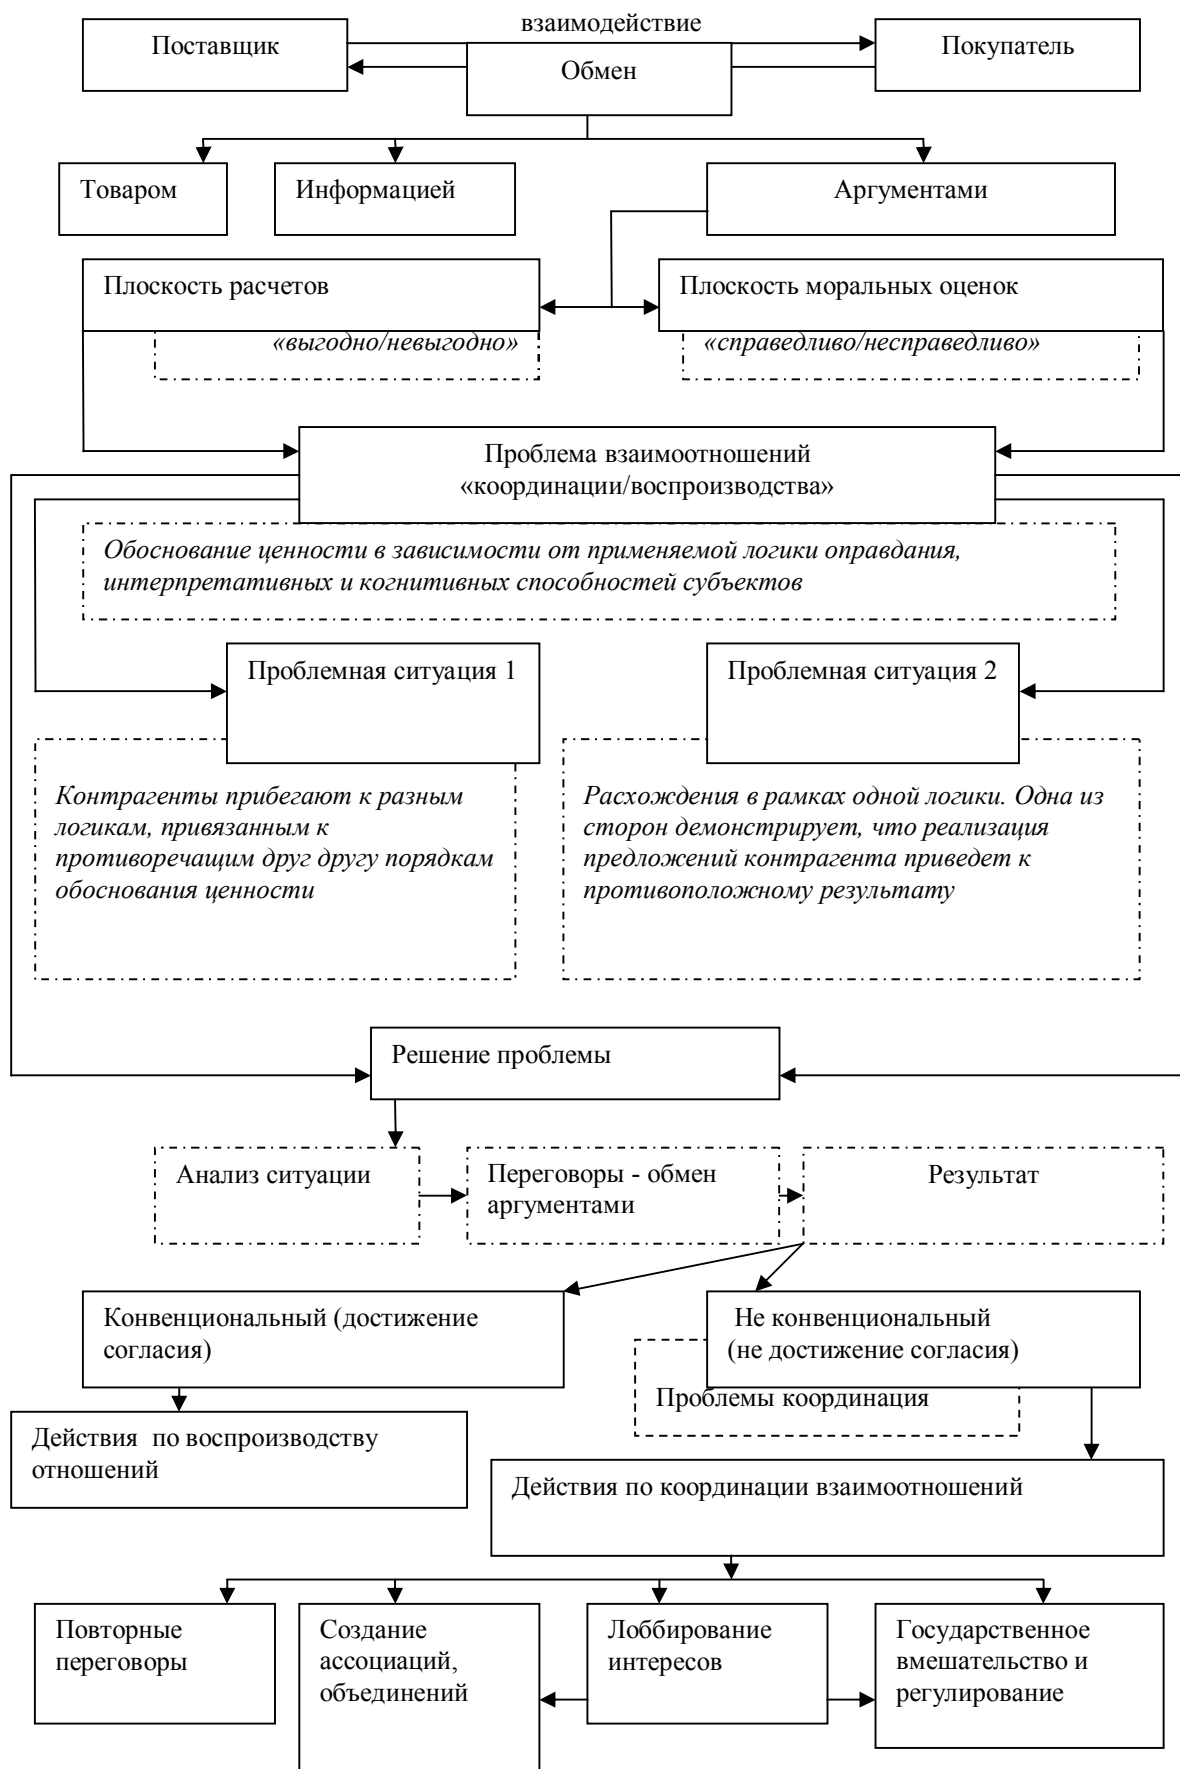 взаимодействие
Поставщик
Обмен
Покупатель
Товаром
Информацией
Аргументами
Плоскость расчетов
Плоскость моральных оценок
«выгодно/невыгодно»
«справедливо/несправедливо»
Проблема взаимоотношений
«координации/воспроизводства»
Обоснование ценности в зависимости от применяемой логики оправдания,
интерпретативных и когнитивных способностей субъектов
Проблемная ситуация 1
Проблемная ситуация 2
Контрагенты прибегают к разным
логикам, привязанным к
противоречащим друг другу порядкам
обоснования ценности
Расхождения в рамках одной логики. Одна из
сторон демонстрирует, что реализация
предложений контрагента приведет к
противоположному результату
Решение проблемы
Анализ ситуации
Переговоры - обмен
аргументами
Результат
Конвенциональный (достижение
согласия)
Не конвенциональный
(не достижение согласия)
Проблемы координация
Действия по воспроизводству
отношений
Действия по координации взаимоотношений
Повторные
переговоры
Создание
ассоциаций,
объединений
Лоббирование
интересов
Государственное
вмешательство и
регулирование